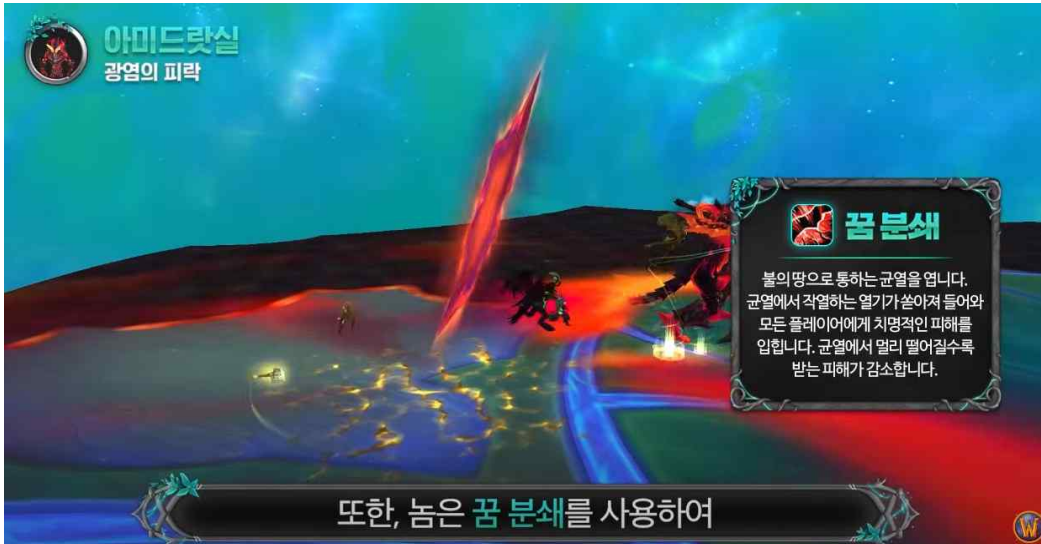 아미드랏실
광염의 피락
꿈 분쇄
불의 땅으로 통하는 균열을 엽니다.
균열에서 작열하는 열기가 쏟아져 들어와
모든 플레이어에게 치명적인 피해를
입힙니다. 균열에서 멀리 떨어질수록
받는 피해가 감소합니다.
또한, 놈은 꿈 분쇄를 사용하여